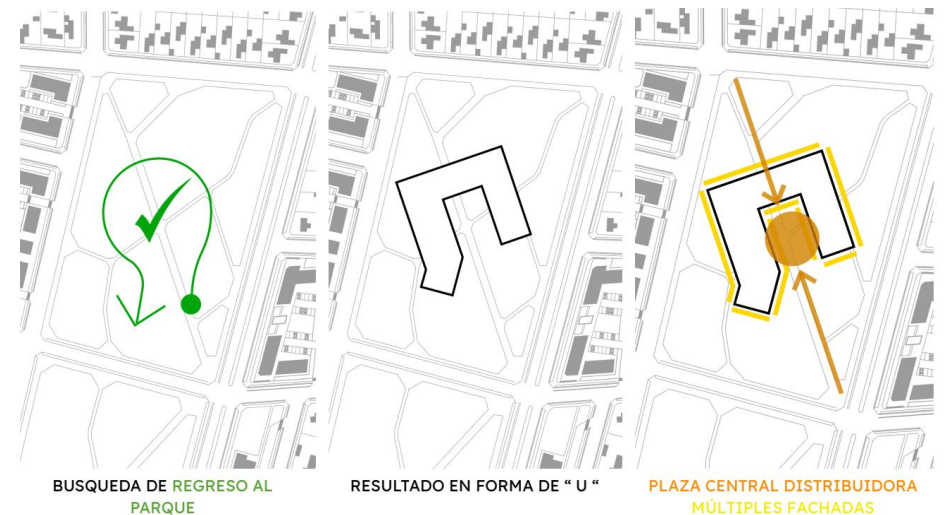 BUSQUEDA DE REGRESO AL
PARQUE
RESULTADO EN FORMA DE “ U “
PLAZA CENTRAL DISTRIBUIDORA
MÚLTIPLES FACHADAS